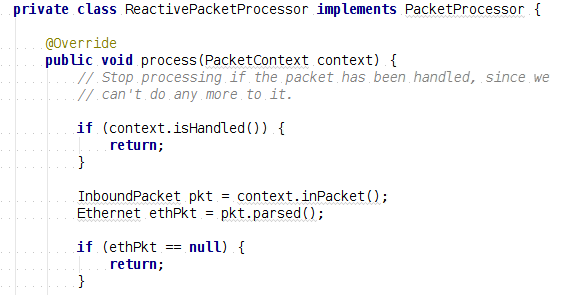 private class ReactivePacketProcessor implements PacketProcessor {
@Override
public void process(PacketContext context) {
// Stop processing if the packet has been handled, since we
// can't do any more to it.
if (context.isHandled()) {
return;
}
InboundPacket pkt = context.inPacket();
Ethernet ethPkt = pkt.parsed();
if (ethPkt == null) {
return;
}